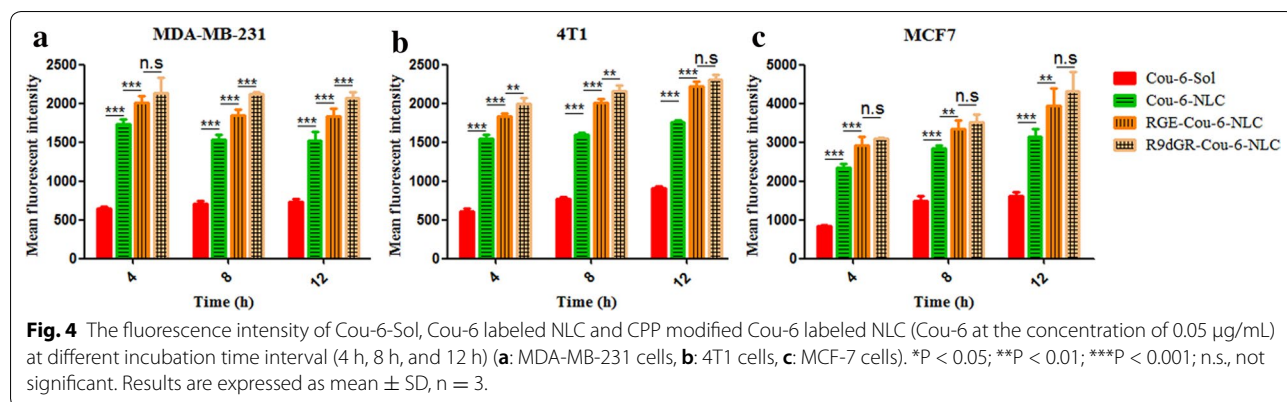 MDA-MB-231
4T1
MCF7
a
b
c
Mean fluorescent intensity
2500
2000
1500
1000
500
0
*** *** n.s
*** *** ***
*** *** ***
4 8 12
Time (h)
Mean fluorescent intensity
2500
2000
1500
1000
500
0
*** *** **
*** *** **
*** *** n.s
4 8 12
Time (h)
Mean fluorescent intensity
5000
4000
3000
2000
1000
0
*** *** n.s
*** ** n.s
*** ** n.s
4 8 12
Time (h)
Cou-6-Sol
Cou-6-NLC
RGE-Cou-6-NLC
R9dGR-Cou-6-NLC
Fig. 4 The fluorescence intensity of Cou-6-Sol, Cou-6 labeled NLC and CPP modified Cou-6 labeled NLC (Cou-6 at the concentration of 0.05 μg/mL)
at different incubation time interval (4 h, 8 h, and 12 h) (a: MDA-MB-231 cells, b: 4T1 cells, c: MCF-7 cells). *P < 0.05; **P < 0.01; ***P < 0.001; n.s., not
significant. Results are expressed as mean ± SD, n = 3.